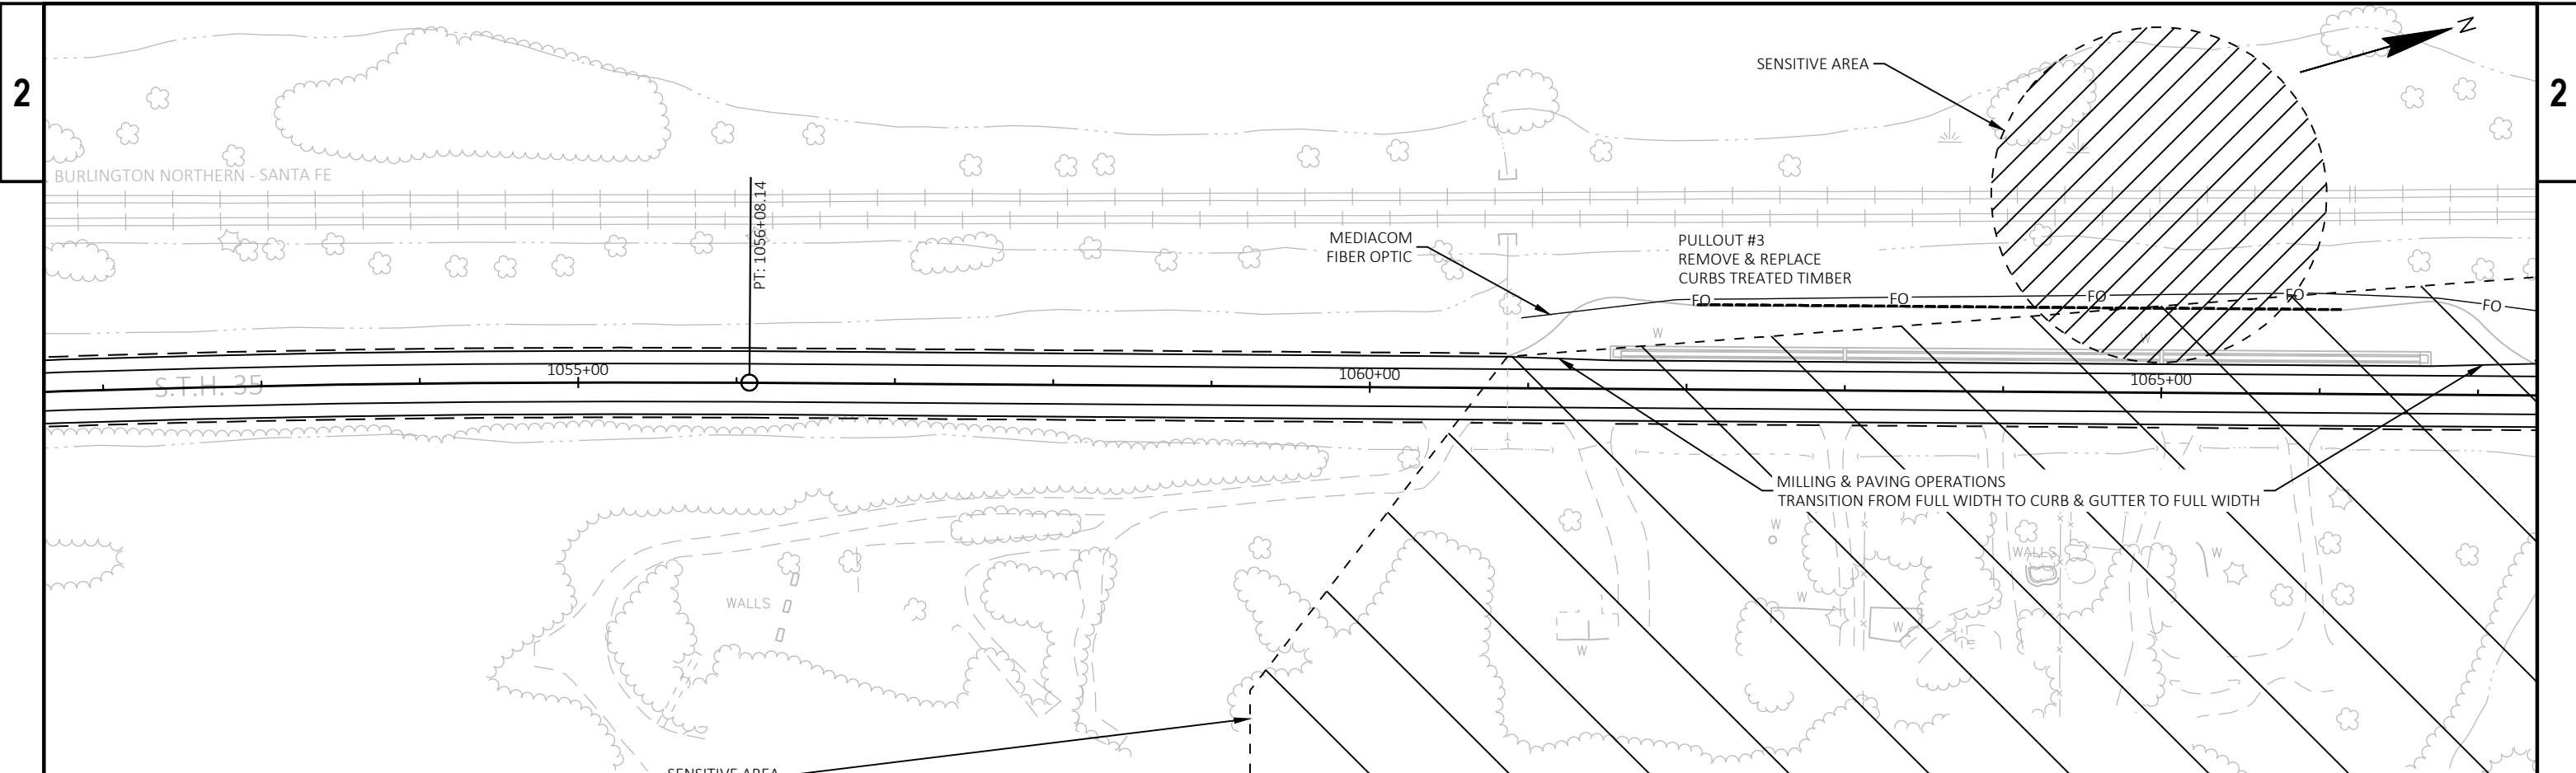 2
2
N
SENSITIVE AREA
BURLINGTON NORTHERN - SANTA FE
PT: 1056+08.14
MEDIACOM
FIBER OPTIC
PULLOUT #3
REMOVE & REPLACE
CURBS TREATED TIMBER
FO
FO
FO
FO
FO
W
W
1055+00
1060+00
1065+00
S.T.H. 35
MILLING & PAVING OPERATIONS
TRANSITION FROM FULL WIDTH TO CURB & GUTTER TO FULL WIDTH
W
WALLS
W
WALLS
W
W
W
SENSITIVE AREA